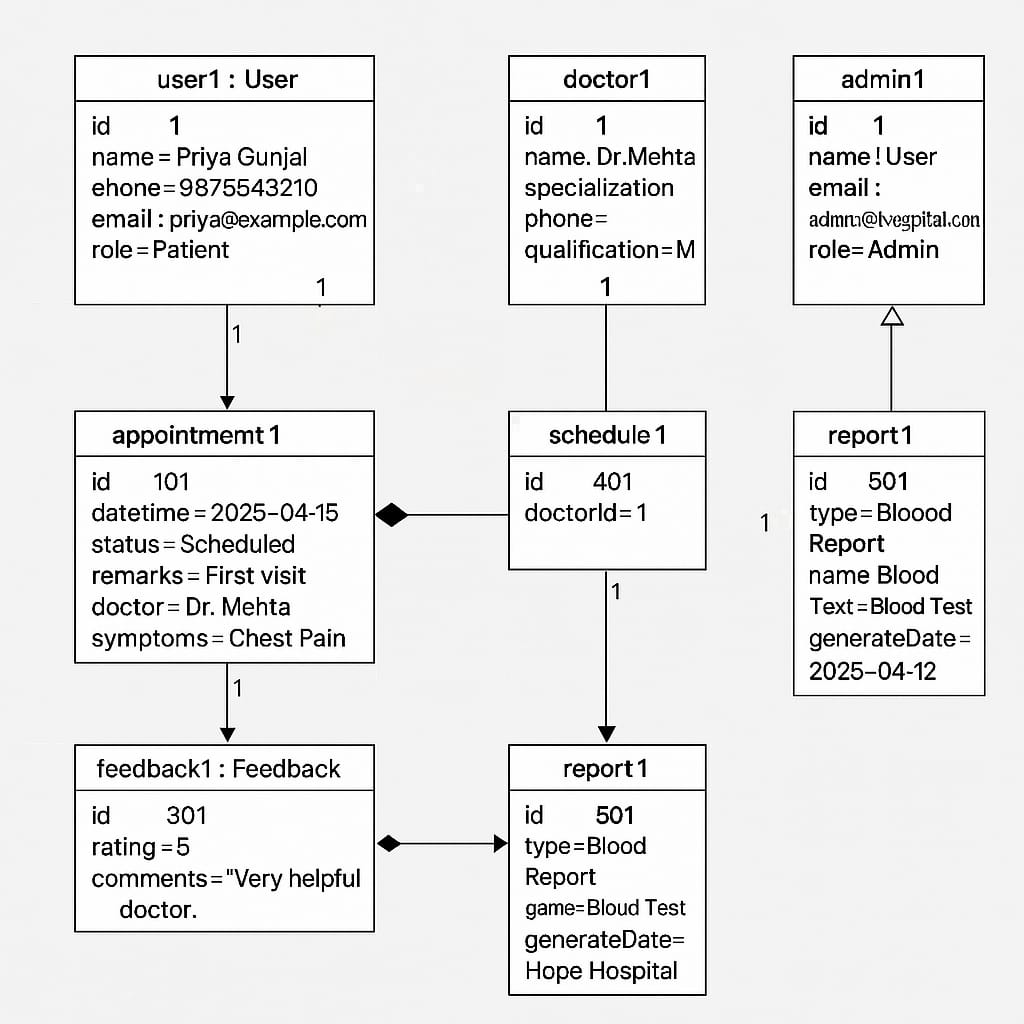 user1 : User
id 1
name = Priya Gunjal
ehone=9875543210
email : priya@example.com
role = Patient
1
1
doctor1
id 1
name. Dr.Mehta
specialization
phone=
qualification=M
1
admin1
id 1
name ! User
email :
role= Admin
appointmemt 1
id 101
datetime = 2025-04-15
status = Scheduled
remarks = First visit
doctor = Dr. Mehta
symptoms = Chest Pain
1
schedule 1
id 401
doctorId = 1
1
1
report1
id 501
type = Bloood
Report
name Blood
Text = Blood Test
generateDate =
2025-04-12
feedback1 : Feedback
id 301
rating = 5
comments = "Very helpful
doctor.
report1
id 501
type=Blood
Report
game=Bloud Test
generateDate=
Hope Hospital